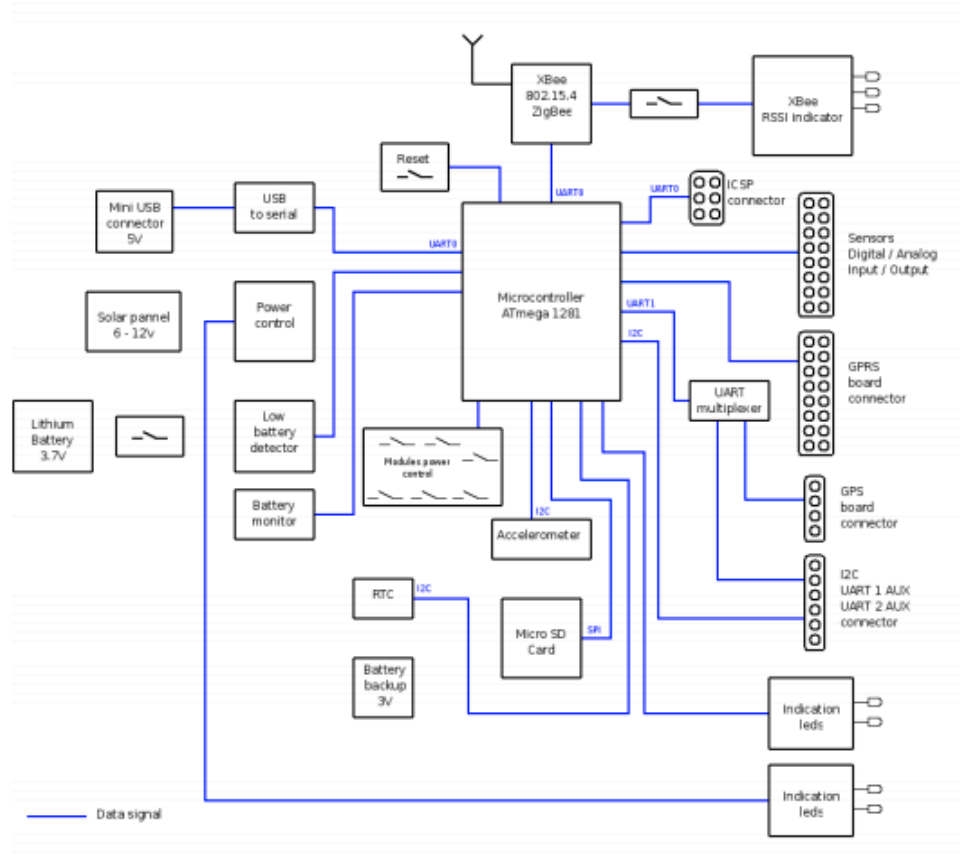 XBee
802.15.4
ZigBee
XBee
RSSI indicator
Reset
UART0
UART0
ICSP
connector
Mini USB
connector
5V
USB
to serial
UART0
Sensors
Digital / Analog
Input / Output
Microcontroller
ATmega 1281
UART1
I2C
Solar pannel
6 - 12V
Power
control
GPRS
board
connector
UART
multiplexer
Lithium
Battery
3.7V
Low
battery
detector
Modules power
control
Battery
monitor
I2C
Accelerometer
GPS
board
connector
RTC
I2C
Micro SD
Card
SPI
I2C
UART 1 AUX
UART 2 AUX
connector
Battery
backup
3V
Indication
leds
Indication
leds
Data signal